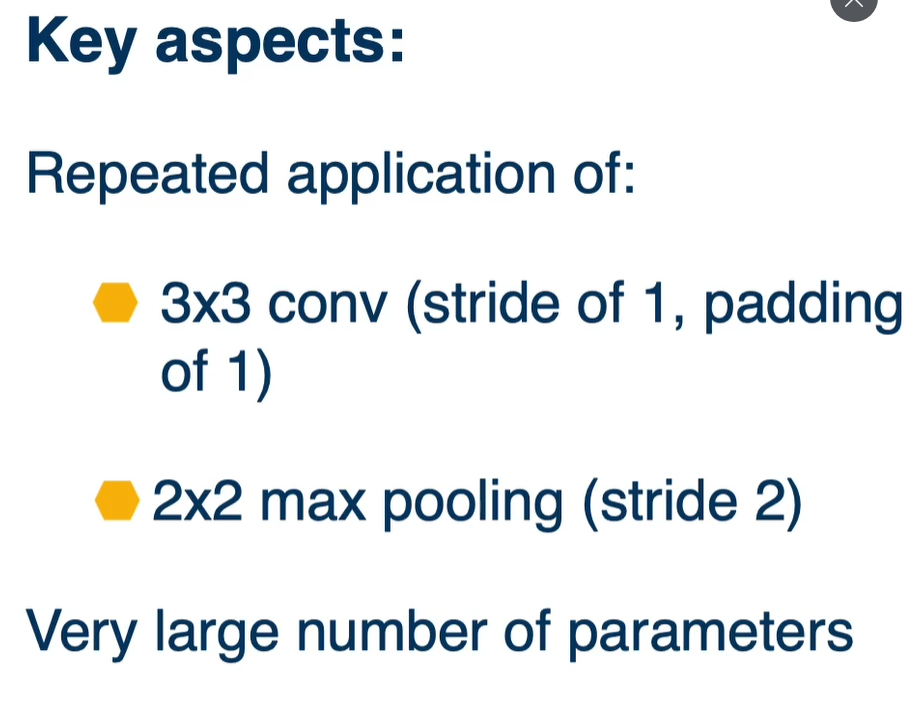 Key aspects:
Repeated application of:
3x3 conv (stride of 1, padding
of 1)
2x2 max pooling (stride 2)
Very large number of parameters